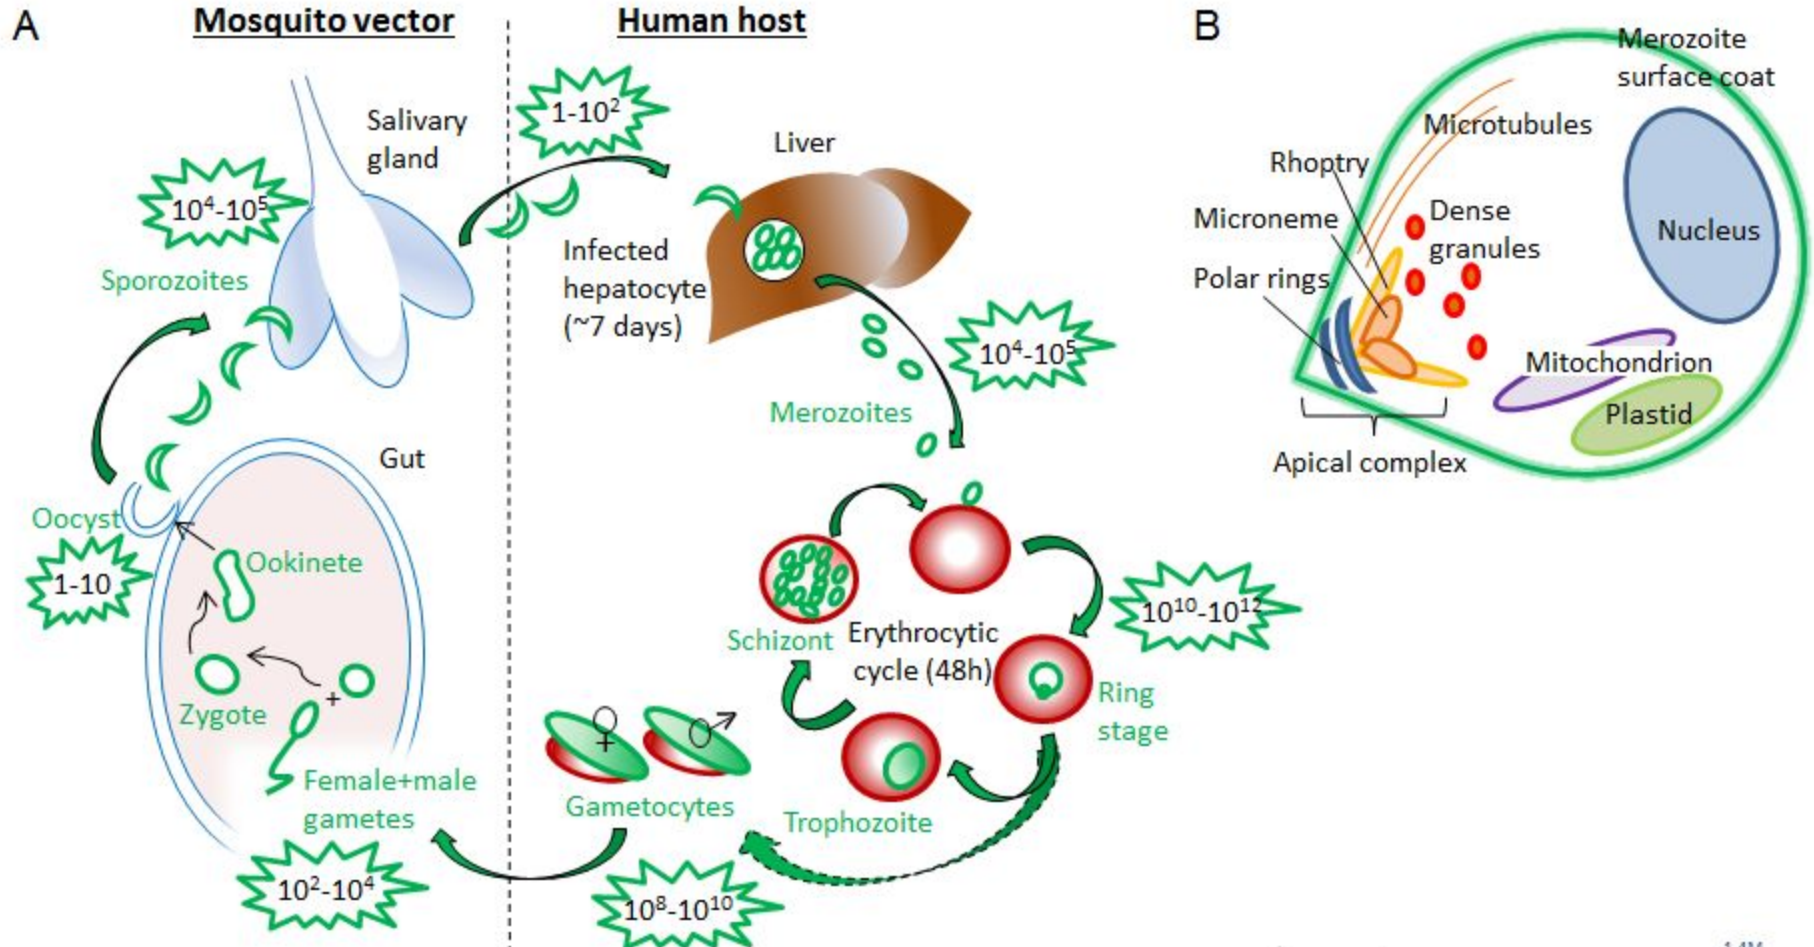 A
Mosquito vector
Human host
Salivary
gland
1-10²
Liver
10⁴-10⁵
Sporozoites
Infected
hepatocyte
(~7 days)
10⁴-10⁵
Merozoites
Gut
Oocyst
1-10
Ookinete
Zygote
+
Female+male
gametes
10²-10⁴
Schizont
Erythrocytic
cycle (48h)
10¹⁰-10¹²
Ring
stage
Trophozoite
Gametocytes
10⁸-10¹⁰
B
Merozoite
surface coat
Microtubules
Rhoptry
Microneme
Dense
granules
Polar rings
Nucleus
Mitochondrion
Plastid
Apical complex